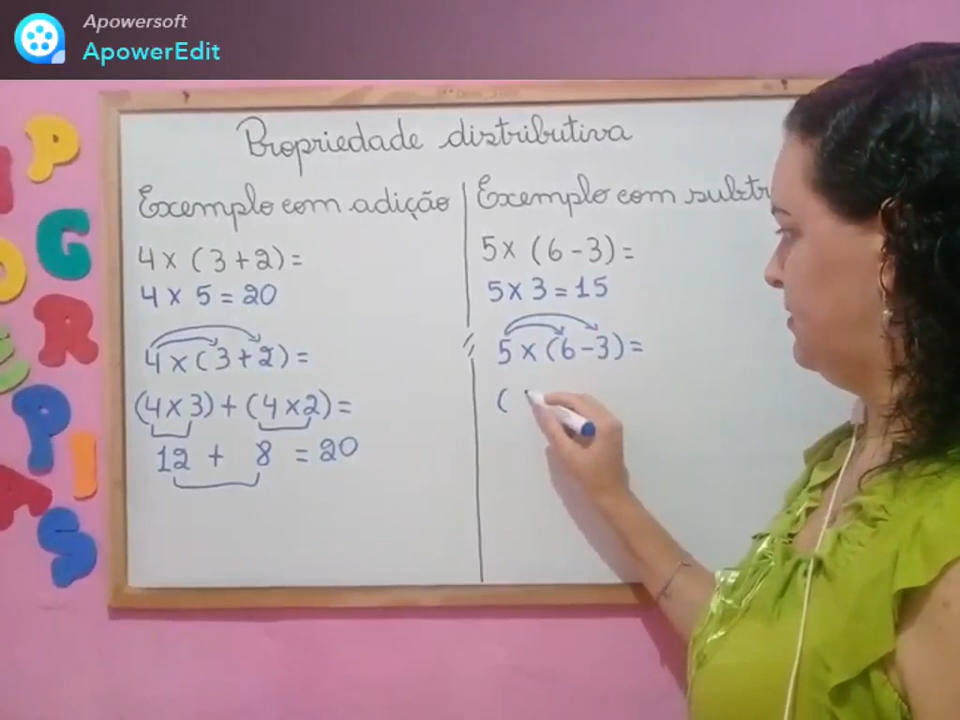 Apowersoft
ApowerEdit
Propriedade distributiva
Exemplo com adição
4 x (3 + 2) =
4 x 5 = 20
4 x (3 + 2) =
(4 x 3) + (4 x 2) =
12 + 8 = 20
Exemplo com subtr
5 x (6 - 3) =
5 x 3 = 15
5 x (6 - 3) =
(
P
G
R
P
I
A
S